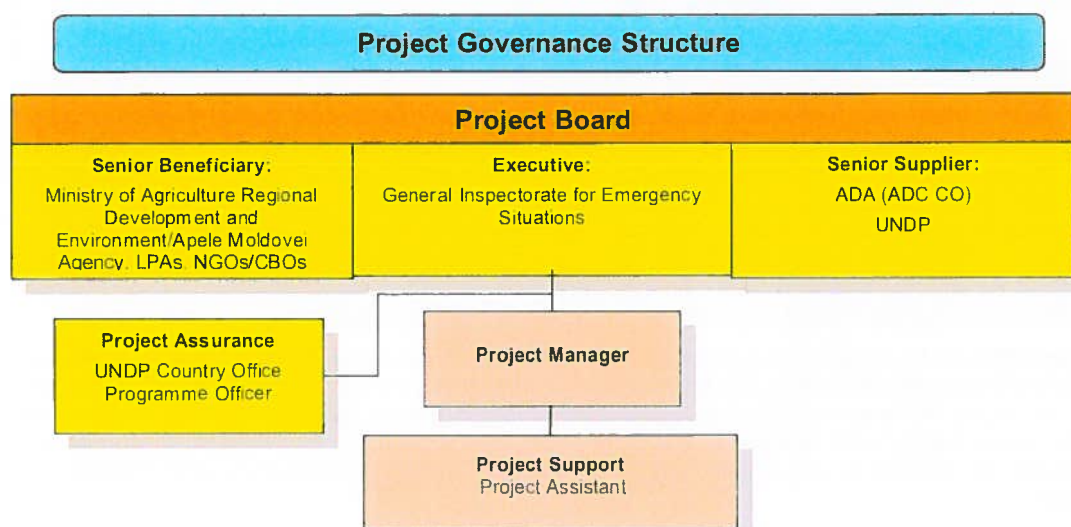 Project Governance Structure
Project Board
Senior Beneficiary:
Ministry of Agriculture Regional
Development and
Environment/Apele Moldovei
Agency, LPAs, NGOs/CBOs
Executive:
General Inspectorate for Emergency
Situations
Senior Supplier:
ADA (ADC CO)
UNDP
Project Assurance
UNDP Country Office
Programme Officer
Project Manager
Project Support
Project Assistant